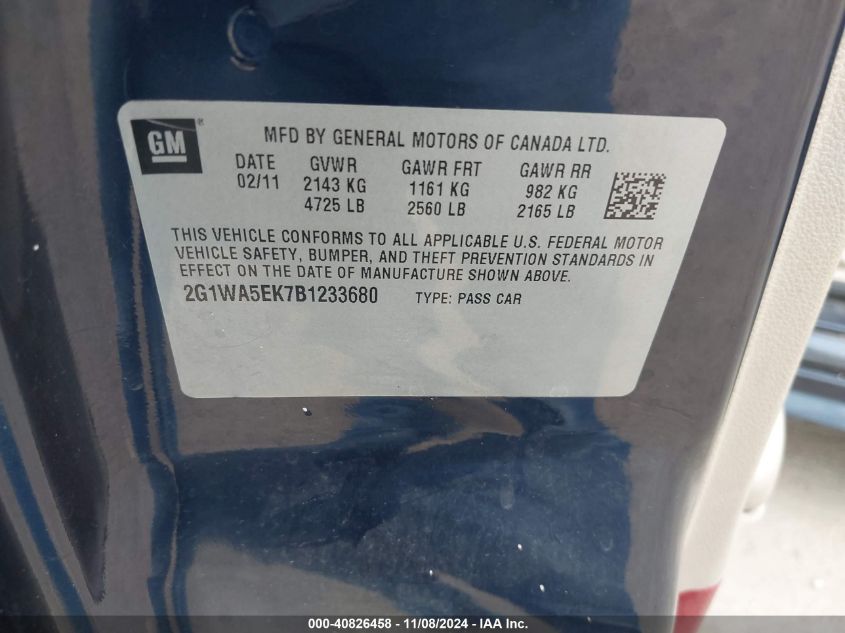 GM®
MFD BY GENERAL MOTORS OF CANADA LTD.
DATE GVWR GAWR FRT GAWR RR
02/11 2143 KG 1161 KG 982 KG
4725 LB 2560 LB 2165 LB
THIS VEHICLE CONFORMS TO ALL APPLICABLE U.S. FEDERAL MOTOR
VEHICLE SAFETY, BUMPER, AND THEFT PREVENTION STANDARDS IN
EFFECT ON THE DATE OF MANUFACTURE SHOWN ABOVE.
2G1WA5EK7B1233680 TYPE: PASS CAR
000-40826458 - 11/08/2024 - IAA Inc.